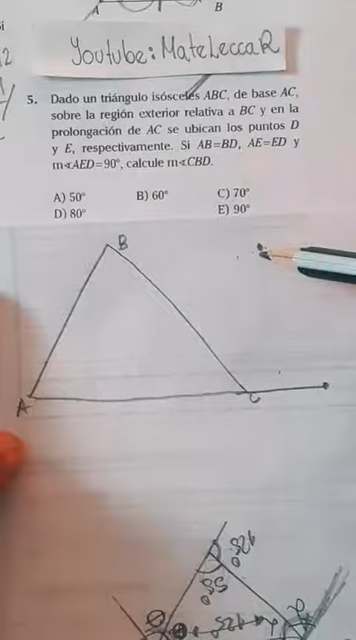 A
B
Youtube: MateLeccaR
5. Dado un triángulo isósceles ABC, de base AC,
sobre la región exterior relativa a BC y en la
prolongación de AC se ubican los puntos D
y E, respectivamente. Si AB=BD, AE=ED y
m∢AED=90°, calcule m∢CBD.
A) 50° B) 60° C) 70°
D) 80° E) 90°
B
A
C